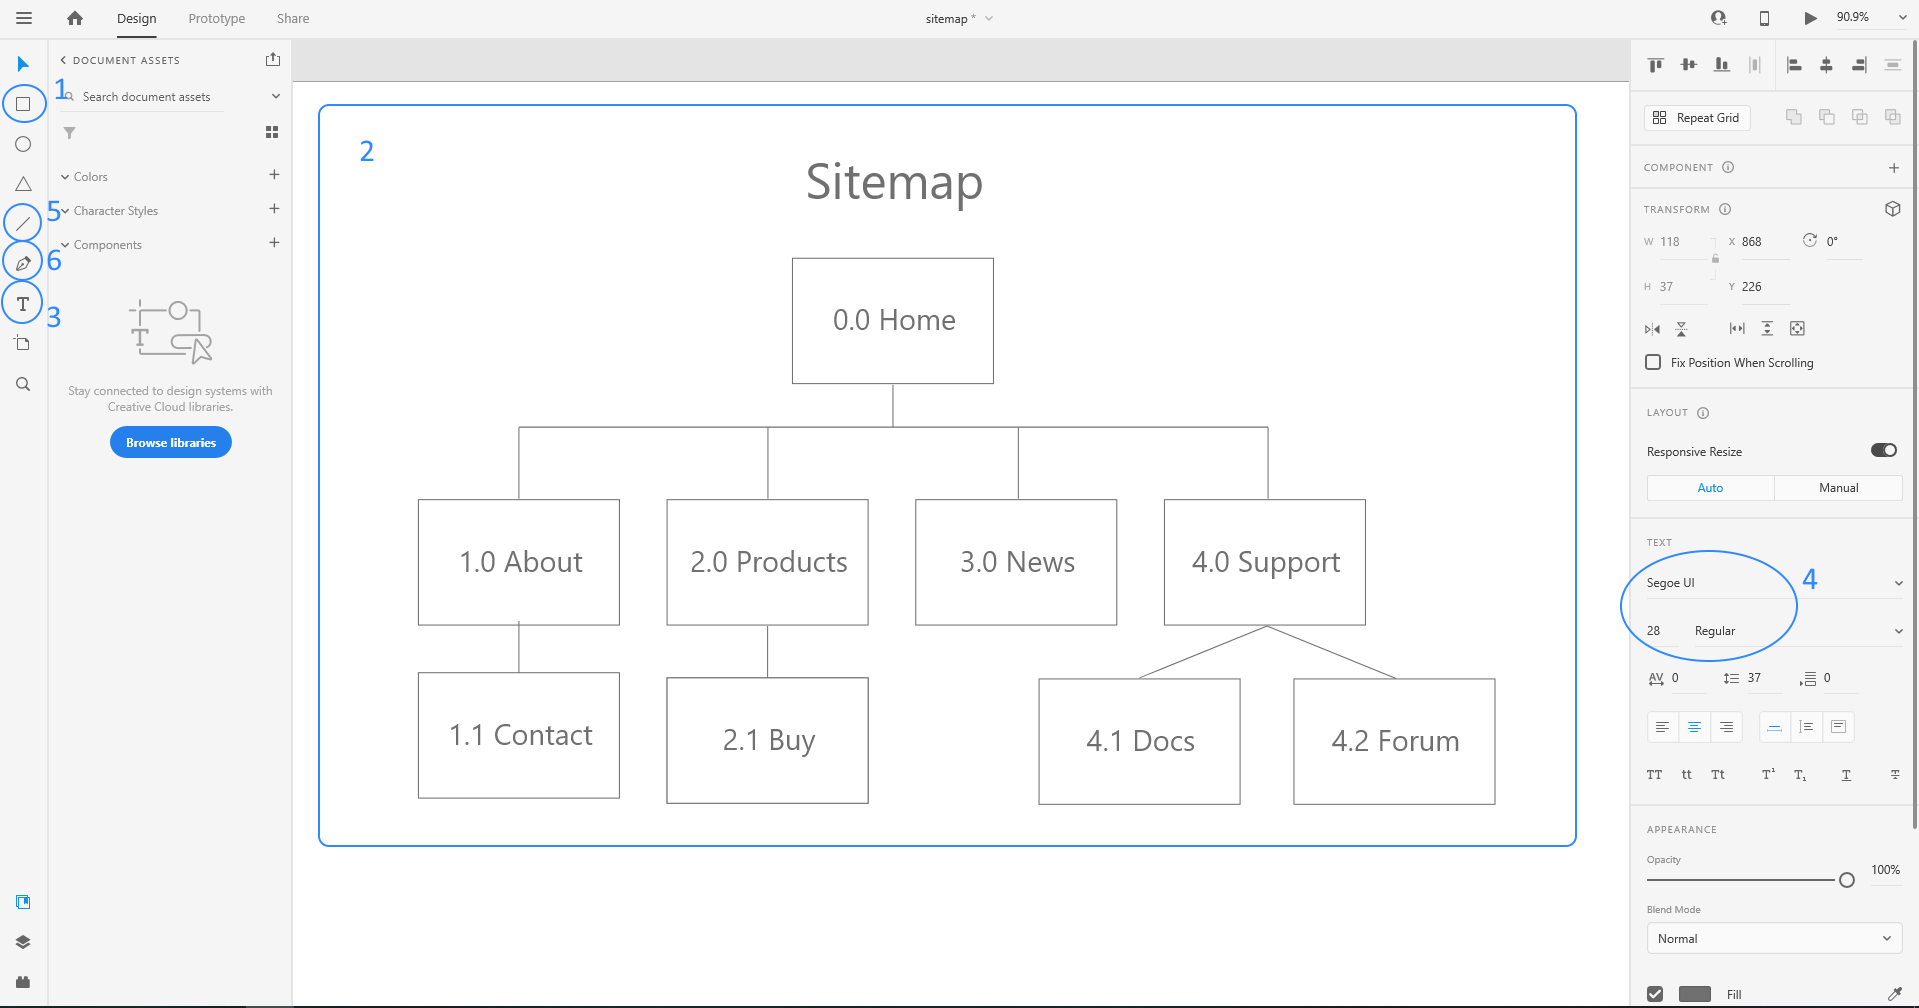 Design Prototype Share
sitemap *
90.9%
DOCUMENT ASSETS
1
Search document assets
Colors
5
Character Styles
Components
6
3
Stay connected to design systems with
Creative Cloud libraries.
Browse libraries
2
Sitemap
0.0 Home
1.0 About
2.0 Products
3.0 News
4.0 Support
1.1 Contact
2.1 Buy
4.1 Docs
4.2 Forum
Repeat Grid
COMPONENT
TRANSFORM
W 118 X 868 0°
H 37 Y 226
Fix Position When Scrolling
LAYOUT
Responsive Resize
Auto Manual
TEXT
Segoe UI
4
28 Regular
AV 0 37 0
TT tt Tt T¹ T₁ T T
APPEARANCE
Opacity
100%
Blend Mode
Normal
Fill